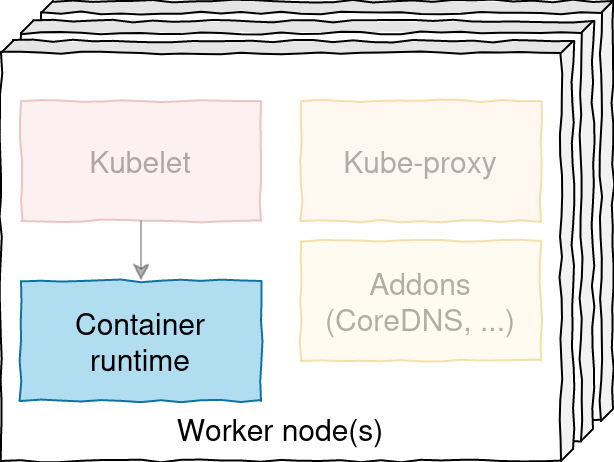 Kubelet
Kube-proxy
Container
runtime
Addons
(CoreDNS, ...)
Worker node(s)